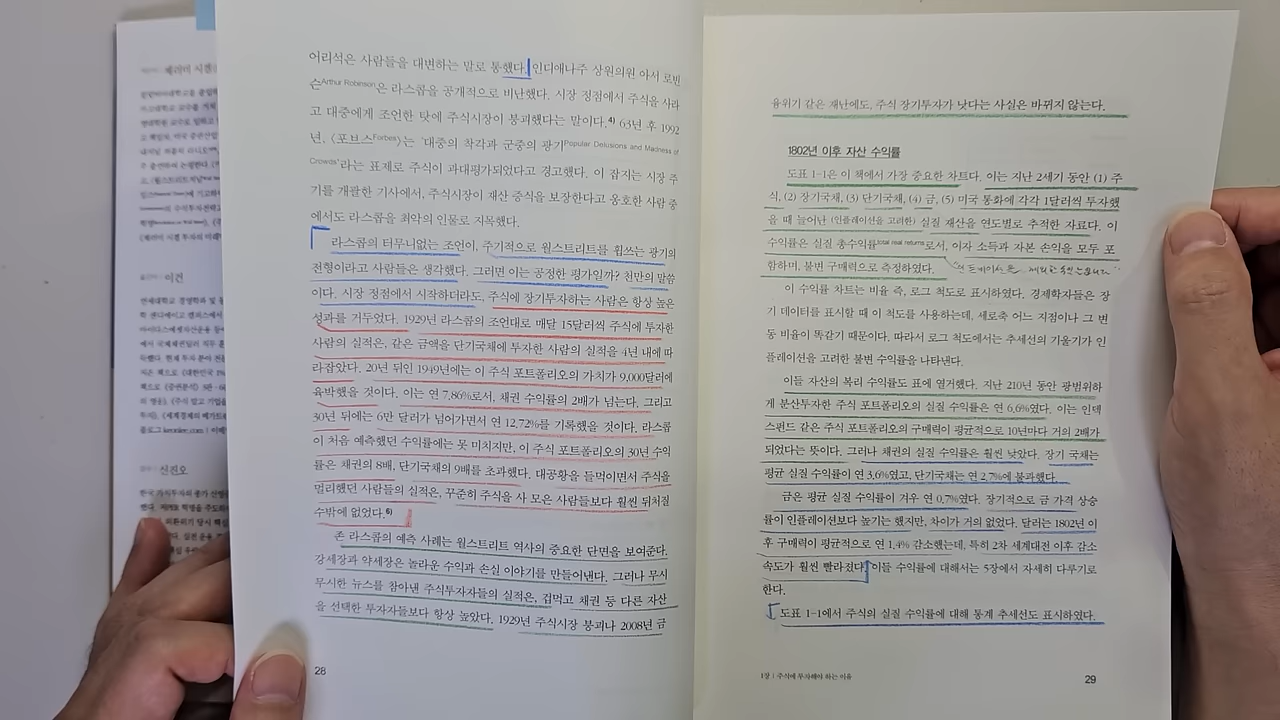 어리석은 사람들을 대변하는 말로 통했다. 인디애나주 상원의원 아서 로빈
슨Arthur Robinson은 라스콥을 공개적으로 비난했다. 시장 정점에서 주식을 사라
고 대중에게 조언한 탓에 주식시장이 붕괴했다는 말이다.4) 63년 후 1992
년, 〈포브스Forbes〉는 '대중의 착각과 군중의 광기Popular Delusions and Madness of
Crowds'라는 표제로 주식이 과대평가되었다고 경고했다. 이 잡지는 시장 주
기를 개괄한 기사에서, 주식시장이 재산 증식을 보장한다고 옹호한 사람 중
에서도 라스콥을 최악의 인물로 지목했다.
라스콥의 터무니없는 조언이, 주기적으로 월스트리트를 휩쓰는 광기의
전형이라고 사람들은 생각했다. 그러면 이는 공정한 평가일까? 천만의 말씀
이다. 시장 정점에서 시작하더라도, 주식에 장기투자하는 사람은 항상 높은
성과를 거두었다. 1929년 라스콥의 조언대로 매달 15달러씩 주식에 투자한
사람의 실적은, 같은 금액을 단기국채에 투자한 사람의 실적을 4년 내에 따
라잡았다. 20년 뒤인 1949년에는 이 주식 포트폴리오의 가치가 9,000달러에
육박했을 것이다. 이는 연 7.86%로서, 채권 수익률의 2배가 넘는다. 그리고
30년 뒤에는 6만 달러가 넘어가면서 연 12.72%를 기록했을 것이다. 라스콥
이 처음 예측했던 수익률에는 못 미치지만, 이 주식 포트폴리오의 30년 수익
률은 채권의 8배, 단기국채의 9배를 초과했다. 대공황을 들먹이면서 주식을
멀리했던 사람들의 실적은, 꾸준히 주식을 사 모은 사람들보다 훨씬 뒤처질
수밖에 없었다.6)
존 라스콥의 예측 사례는 월스트리트 역사의 중요한 단면을 보여준다.
강세장과 약세장은 놀라운 수익과 손실 이야기를 만들어낸다. 그러나 무시
무시한 뉴스를 참아낸 주식투자자들의 실적은, 겁먹고 채권 등 다른 자산
을 선택한 투자자들보다 항상 높았다. 1929년 주식시장 붕괴나 2008년 금
28
융위기 같은 재난에도, 주식 장기투자가 낫다는 사실은 바뀌지 않는다.
1802년 이후 자산 수익률
도표 1-1은 이 책에서 가장 중요한 차트다. 이는 지난 2세기 동안 (1) 주
식, (2) 장기국채, (3) 단기국채, (4) 금, (5) 미국 통화에 각각 1달러씩 투자했
을 때 늘어난 (인플레이션을 고려한) 실질 재산을 연도별로 추적한 자료다. 이
수익률은 실질 총수익률total real returns로서, 이자 소득과 자본 손익을 모두 포
함하며, 불변 구매력으로 측정하였다.
이 수익률 차트는 비율 즉, 로그 척도로 표시하였다. 경제학자들은 장
기 데이터를 표시할 때 이 척도를 사용하는데, 세로축 어느 지점이나 그 변
동 비율이 똑같기 때문이다. 따라서 로그 척도에서는 추세선의 기울기가 인
플레이션을 고려한 불변 수익률을 나타낸다.
이들 자산의 복리 수익률도 표에 열거했다. 지난 210년 동안 광범위하
게 분산투자한 주식 포트폴리오의 실질 수익률은 연 6.6%였다. 이는 인덱
스펀드 같은 주식 포트폴리오의 구매력이 평균적으로 10년마다 거의 2배가
되었다는 뜻이다. 그러나 채권의 실질 수익률은 훨씬 낮았다. 장기 국채는
평균 실질 수익률이 연 3.6%였고, 단기국채는 연 2.7%에 불과했다.
금은 평균 실질 수익률이 겨우 연 0.7%였다. 장기적으로 금 가격 상승
률이 인플레이션보다 높기는 했지만, 차이가 거의 없었다. 달러는 1802년 이
후 구매력이 평균적으로 연 1.4% 감소했는데, 특히 2차 세계대전 이후 감소
속도가 훨씬 빨라졌다. 이들 수익률에 대해서는 5장에서 자세히 다루기로
한다.
도표 1-1에서 주식의 실질 수익률에 대해 통계 추세선도 표시하였다.
1장 | 주식에 투자해야 하는 이유
29
이건
신진오